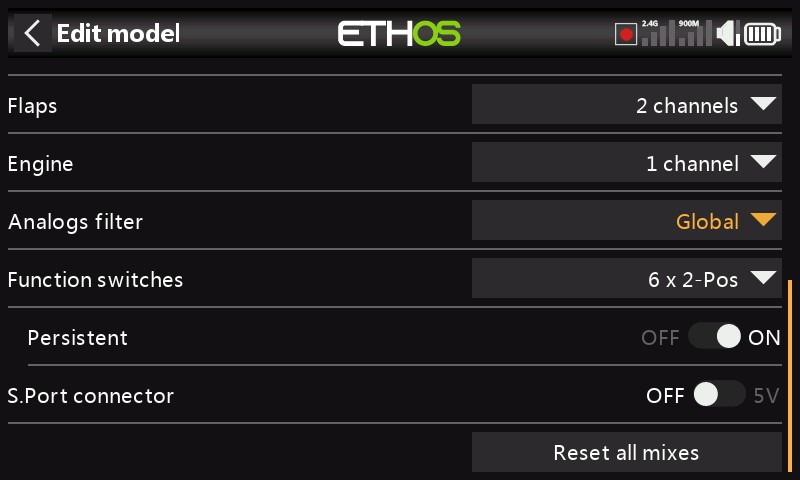 Edit model
ETHOS
2.4G
900M
Flaps
2 channels
Engine
1 channel
Analogs filter
Global
Function switches
6 x 2-Pos
Persistent
OFF
ON
S.Port connector
OFF
5V
Reset all mixes